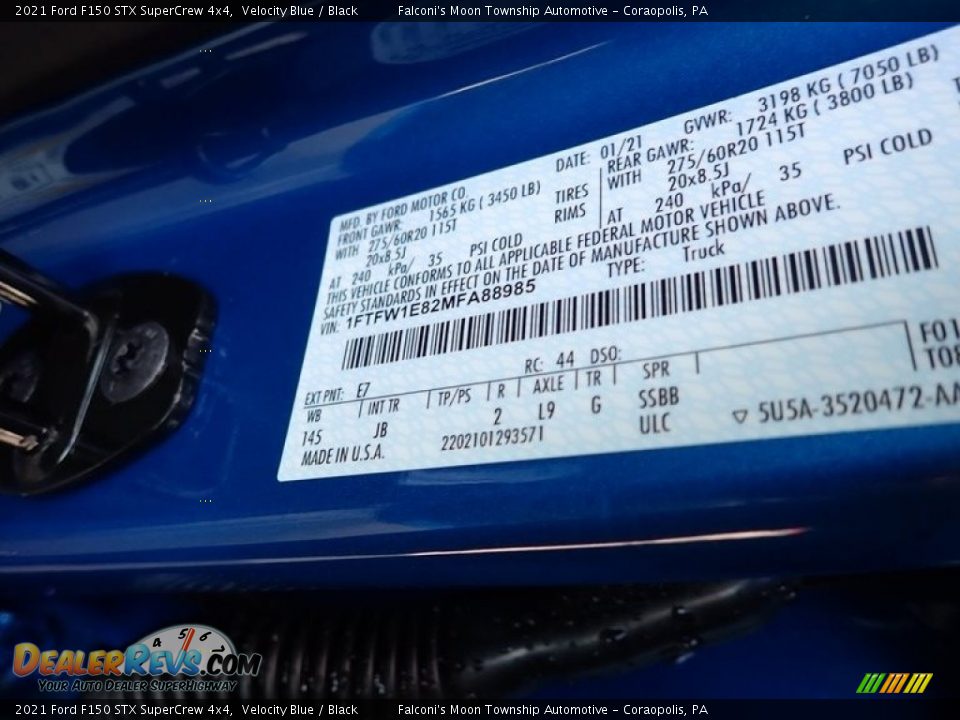 2021 Ford F150 STX SuperCrew 4x4, Velocity Blue / Black Falconi's Moon Township Automotive - Coraopolis, PA
MFD. BY FORD MOTOR CO. DATE: 01/21 GVWR: 3198 KG ( 7050 LB)
FRONT GAWR: 1565 KG ( 3450 LB) REAR GAWR: 1724 KG ( 3800 LB)
WITH 275/60R20 115T TIRES WITH 275/60R20 115T
20x8.5J RIMS 20x8.5J
AT 240 kPa/ 35 PSI COLD AT 240 kPa/ 35 PSI COLD
THIS VEHICLE CONFORMS TO ALL APPLICABLE FEDERAL MOTOR VEHICLE
SAFETY STANDARDS IN EFFECT ON THE DATE OF MANUFACTURE SHOWN ABOVE.
VIN: 1FTFW1E82MFA88985 TYPE: Truck
EXT PNT: E7 RC: 44 DSO:
WB INT TR TP/PS R AXLE TR SPR
145 JB 2 L9 G SSBB
MADE IN U.S.A. 2202101293571 ULC ▽ 5U5A-3520472-AA
DEALERREVS.COM
4 5 6
Your Auto Dealer SuperHighway
2021 Ford F150 STX SuperCrew 4x4, Velocity Blue / Black Falconi's Moon Township Automotive - Coraopolis, PA